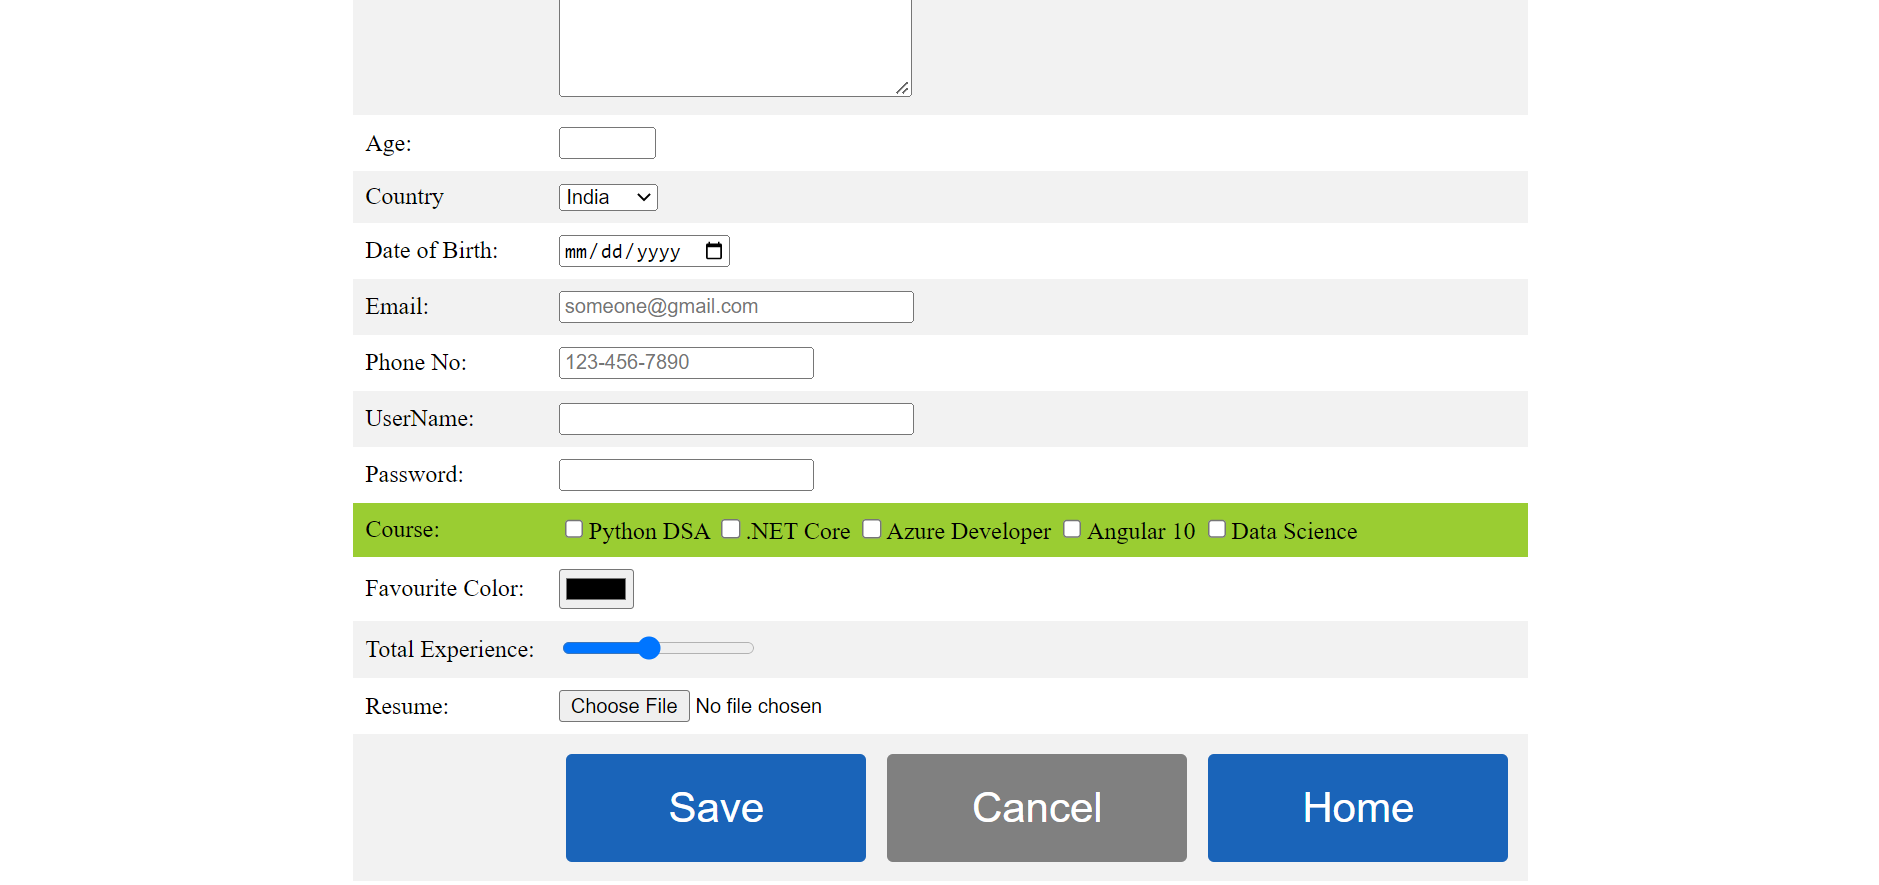 Age:
Country India
Date of Birth: mm/dd/yyyy
Email: someone@gmail.com
Phone No: 123-456-7890
UserName:
Password:
Course: Python DSA .NET Core Azure Developer Angular 10 Data Science
Favourite Color:
Total Experience:
Resume: Choose File No file chosen
Save Cancel Home